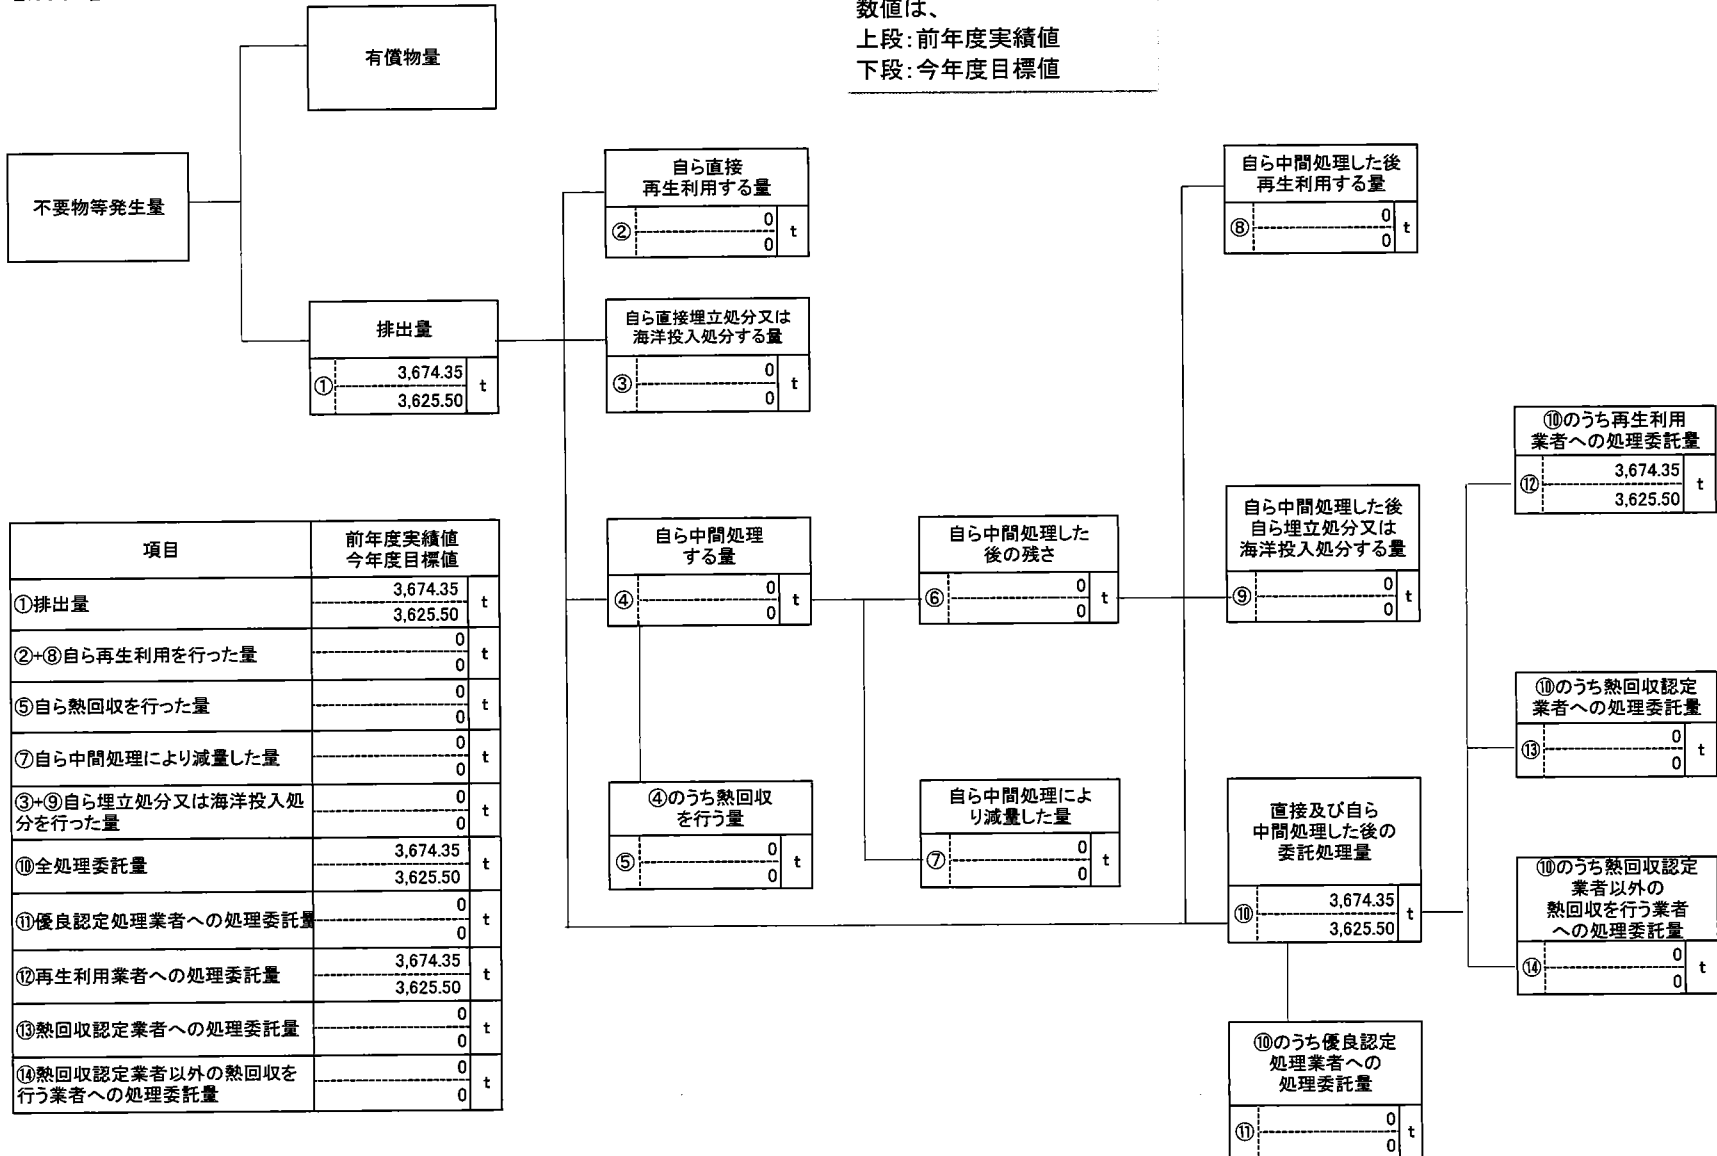 数値は、
上段:前年度実績値
下段:今年度目標値
有償物量
不要物等発生量
排出量
① 3,674.35 t
3,625.50
自ら直接
再生利用する量
② 0 t
0
自ら直接埋立処分又は
海洋投入処分する量
③ 0 t
0
自ら中間処理
する量
④ 0 t
0
④のうち熱回収
を行う量
⑤ 0 t
0
自ら中間処理した
後の残さ
⑥ 0 t
0
自ら中間処理によ
り減量した量
⑦ 0 t
0
自ら中間処理した後
再生利用する量
⑧ 0 t
0
自ら中間処理した後
自ら埋立処分又は
海洋投入処分する量
⑨ 0 t
0
直接及び自ら
中間処理した後の
委託処理量
⑩ 3,674.35 t
3,625.50
⑩のうち優良認定
処理業者への
処理委託量
⑪ 0 t
0
⑩のうち再生利用
業者への処理委託量
⑫ 3,674.35 t
3,625.50
⑩のうち熱回収認定
業者への処理委託量
⑬ 0 t
0
⑩のうち熱回収認定
業者以外の
熱回収を行う業者
への処理委託量
⑭ 0 t
0
項目 前年度実績値
今年度目標値
①排出量 3,674.35 t
3,625.50
②+⑧自ら再生利用を行った量 0 t
0
⑤自ら熱回収を行った量 0 t
0
⑦自ら中間処理により減量した量 0 t
0
③+⑨自ら埋立処分又は海洋投入処 0 t
分を行った量 0
⑩全処理委託量 3,674.35 t
3,625.50
⑪優良認定処理業者への処理委託量 0 t
0
⑫再生利用業者への処理委託量 3,674.35 t
3,625.50
⑬熱回収認定業者への処理委託量 0 t
0
⑭熱回収認定業者以外の熱回収を 0 t
行う業者への処理委託量 0